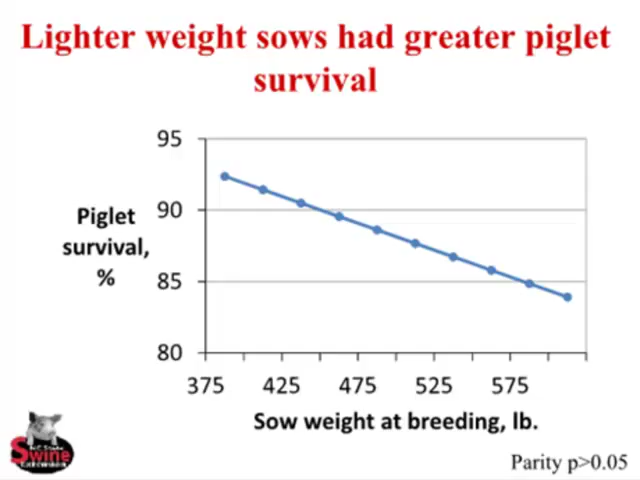 Lighter weight sows had greater piglet
survival
95
Piglet
survival,
%
90
85
80
375 425 475 525 575
Sow weight at breeding, lb.
Swine
Parity p>0.05